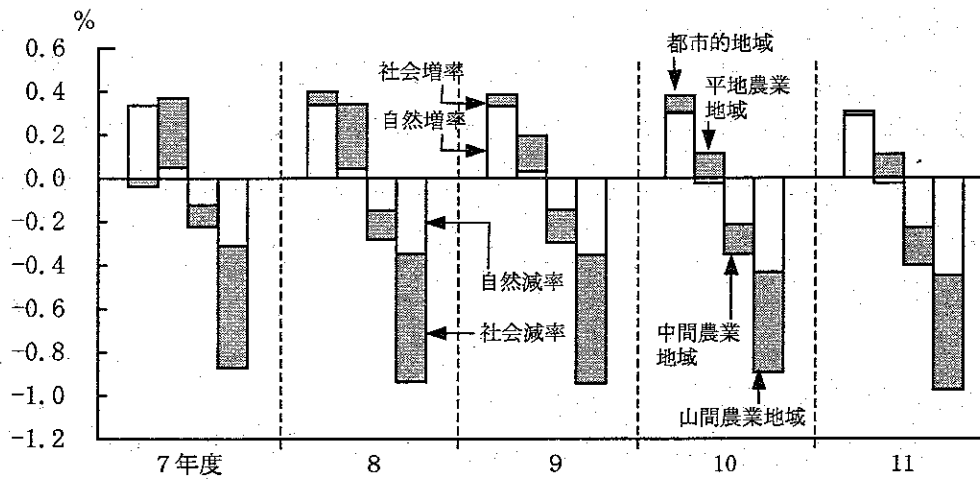 %
0.6
0.4
0.2
0.0
-0.2
-0.4
-0.6
-0.8
-1.0
-1.2
社会増率
自然増率
都市的地域
平地農業
地域
自然減率
社会減率
中間農業
地域
山間農業地域
7年度
8
9
10
11